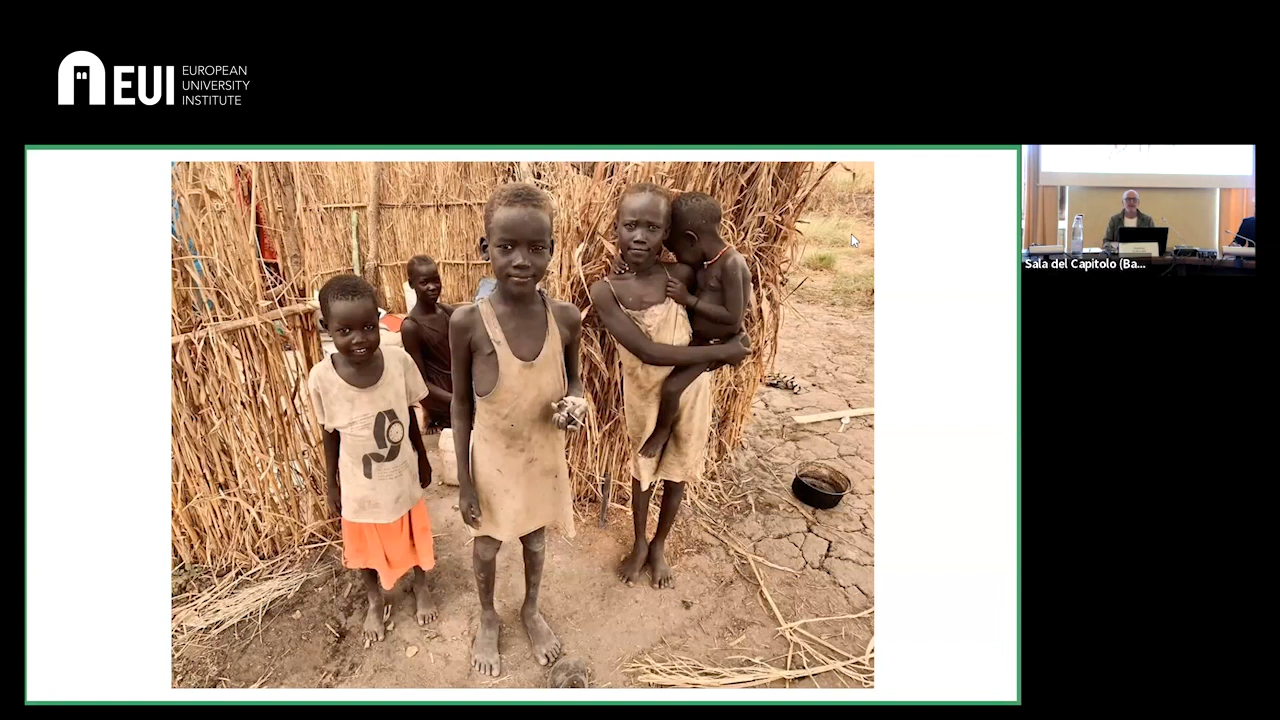 EUI
EUROPEAN
UNIVERSITY
INSTITUTE
Sala del Capitolo (Ba...